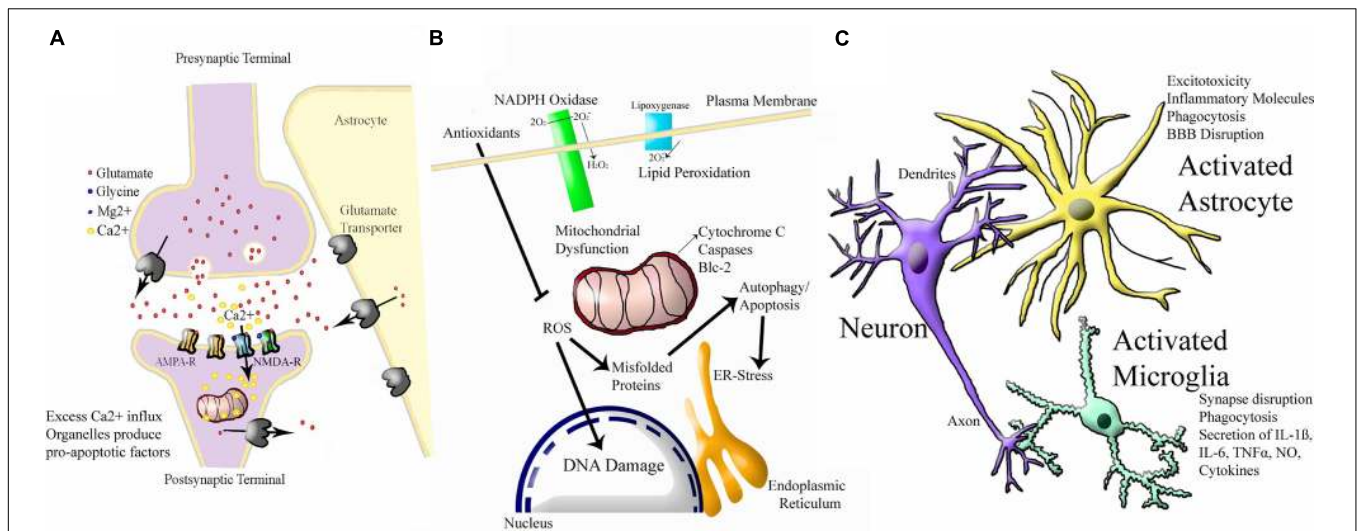 A
Presynaptic Terminal
Astrocyte
Glutamate
Glycine
Mg2+
Ca2+
Glutamate
Transporter
Ca2+
AMPA-R
NMDA-R
Excess Ca2+ influx
Organelles produce
pro-apoptotic factors
Postsynaptic Terminal
B
NADPH Oxidase
Lipoxygenase
Plasma Membrane
Antioxidants
2O₂
2O₂⁻
H₂O₂
2O₂⁻
Lipid Peroxidation
Mitochondrial
Dysfunction
Cytochrome C
Caspases
Blc-2
Autophagy/
Apoptosis
ROS
Misfolded
Proteins
ER-Stress
DNA Damage
Endoplasmic
Reticulum
Nucleus
C
Excitotoxicity
Inflammatory Molecules
Phagocytosis
BBB Disruption
Activated
Astrocyte
Dendrites
Neuron
Activated
Microglia
Axon
Synapse disruption
Phagocytosis
Secretion of IL-1ß,
IL-6, TNFα, NO,
Cytokines